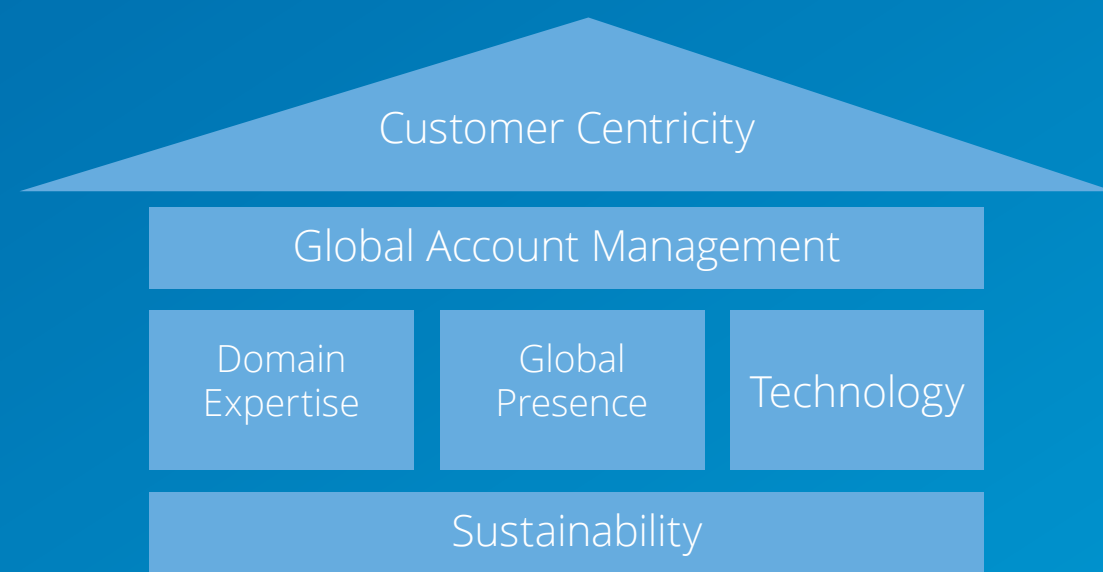 Customer Centricity
Global Account Management
Domain
Expertise
Global
Presence
Technology
Sustainability